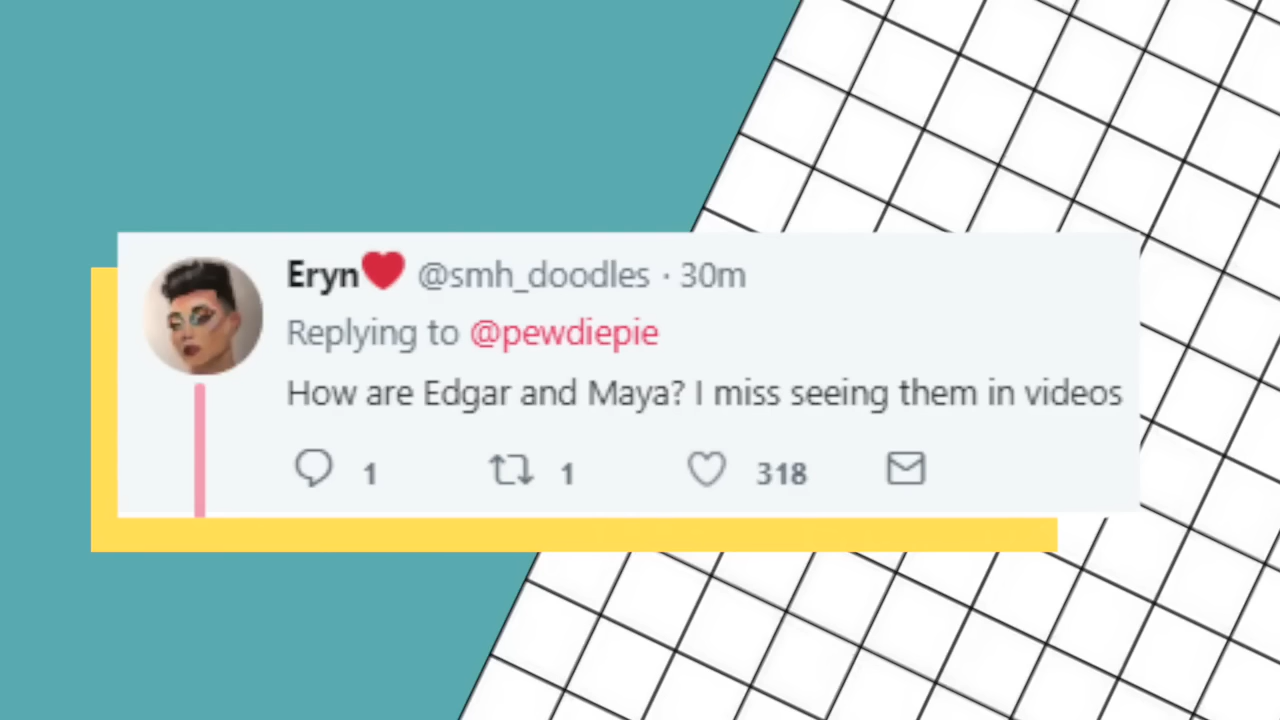 Eryn❤️ @smh_doodles · 30m
Replying to @pewdiepie
How are Edgar and Maya? I miss seeing them in videos
1 1 318